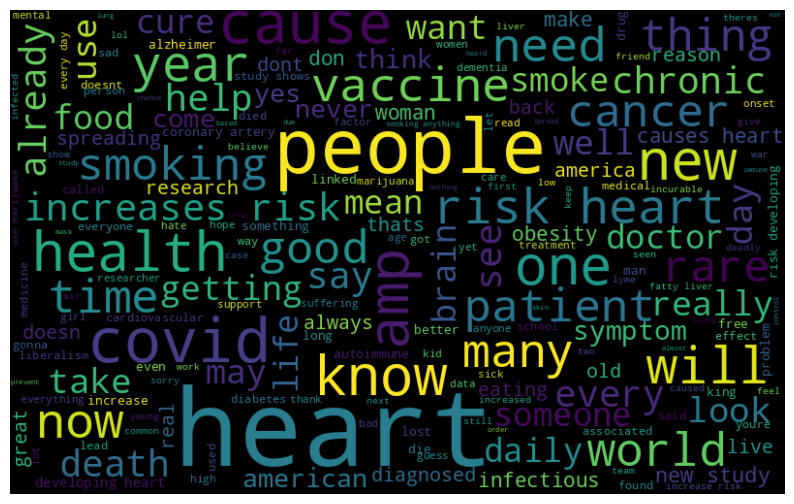 mental
lung
lol
cure
cause
want
need
make
drug
theres
thing
eat
use
every day
alzheimer
sad
doesnt
year
dont
don
think
reason
liver
women
heard
friend
already
infected
food
help
study shows
yes
vaccine
smoke
chronic
dementia
person
come
never
woman
back
cancer
onset
chance
based
due
died
factor
let
read
spread
give
spreading
coronary artery
smoking anything
well
causes heart
show
believe
war
study
smoking
people
america
new
immune
called
research
linked
marijuana
care
first
low
medical
incurable
day
increases risk
mean
risk heart
keep
nothing
use marijuana
mask
everyone
hate
hope
something
thats
trial
age
got
yet
obesity
doctor
deadly
risk developing
health
good
way
see
treatment
seen
rare
researcher
case
say
brain
one
man
lyme
medicine
air
time
getting
support
suffering
amp
patient
fatty liver
skin
really
girl
cardiovascular
life
always
better
anyone
school
symptom
free
effect
problem
control
doesn
covid
long
kid
gonna
liberalism
may
autoimmune
know
many
two
almost
will
prevent
even
work
data
sick
old
caused
feel
take
everything
increase
sorry
diabetes
thank
next
increased
eating
every
king
look
now
heart
young
bad
still
someone
said
youre
great
common
real
lost
associated
lead
used
die
guess
order
daily
world
live
lot
death
high
american
diagnosed
infectious
team
new study
developing heart
found
increase risk